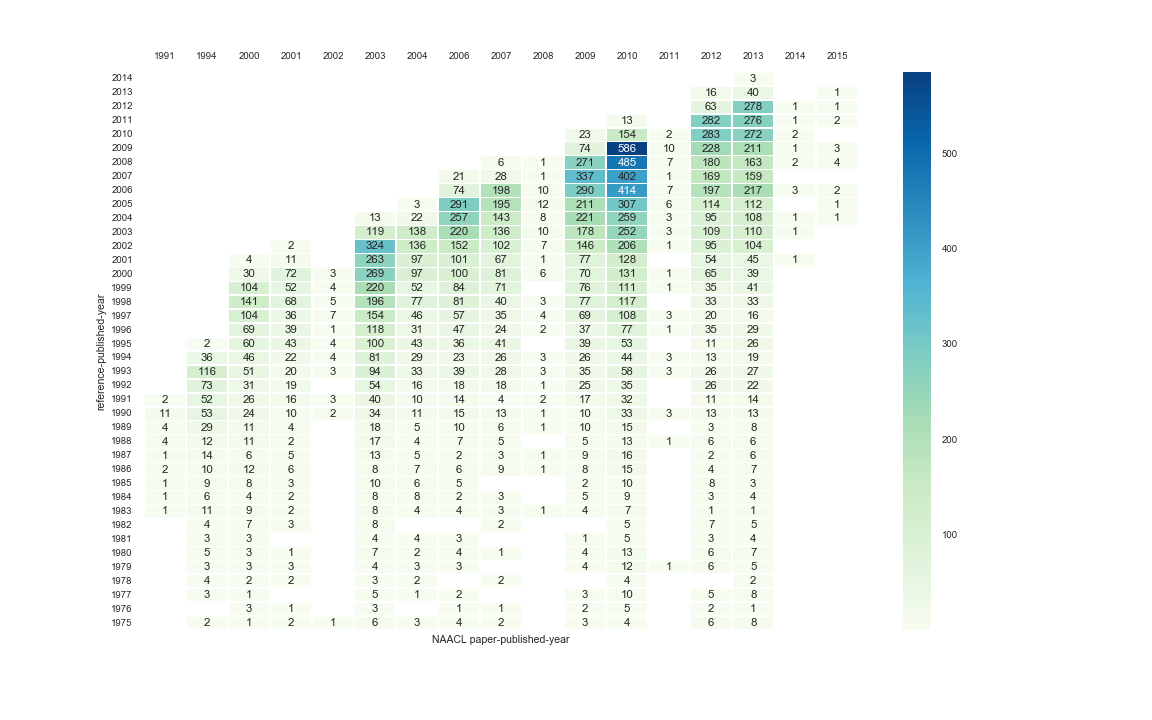 1991 1994 2000 2001 2002 2003 2004 2006 2007 2008 2009 2010 2011 2012 2013 2014 2015
2014 3
2013 16 40 1
2012 63 278 1 1
2011 13 282 276 1 2
2010 23 154 2 283 272 2
2009 74 586 10 228 211 1 3
2008 6 1 271 485 7 180 163 2 4
2007 21 28 1 337 402 1 169 159
2006 74 198 10 290 414 7 197 217 3 2
2005 3 291 195 12 211 307 6 114 112 1
2004 13 22 257 143 8 221 259 3 95 108 1 1
2003 119 138 220 136 10 178 252 3 109 110 1
2002 2 324 136 152 102 7 146 206 1 95 104
2001 4 11 263 97 101 67 1 77 128 54 45 1
2000 30 72 3 269 97 100 81 6 70 131 1 65 39
1999 104 52 4 220 52 84 71 76 111 1 35 41
1998 141 68 5 196 77 81 40 3 77 117 33 33
1997 104 36 7 154 46 57 35 4 69 108 3 20 16
1996 69 39 1 118 31 47 24 2 37 77 1 35 29
1995 2 60 43 4 100 43 36 41 39 53 11 26
1994 36 46 22 4 81 29 23 26 3 26 44 3 13 19
1993 116 51 20 3 94 33 39 28 3 35 58 3 26 27
1992 73 31 19 54 16 18 18 1 25 35 26 22
1991 2 52 26 16 3 40 10 14 4 2 17 32 11 14
1990 11 53 24 10 2 34 11 15 13 1 10 33 3 13 13
1989 4 29 11 4 18 5 10 6 1 10 15 3 8
1988 4 12 11 2 17 4 7 5 5 13 1 6 6
1987 1 14 6 5 13 5 2 3 1 9 16 2 6
1986 2 10 12 6 8 7 6 9 1 8 15 4 7
1985 1 9 8 3 10 6 5 2 10 8 3
1984 1 6 4 2 8 8 2 3 5 9 3 4
1983 1 11 9 2 8 4 4 3 1 4 7 1 1
1982 4 7 3 8 2 5 7 5
1981 3 3 4 4 3 1 5 3 4
1980 5 3 1 7 2 4 1 4 13 6 7
1979 3 3 3 4 3 3 4 12 1 6 5
1978 4 2 2 3 2 2 4 2
1977 3 1 5 1 2 3 10 5 8
1976 3 1 3 1 1 2 5 2 1
1975 2 1 2 1 6 3 4 2 3 4 6 8
reference-published-year
NAACL paper-published-year
500
400
300
200
100